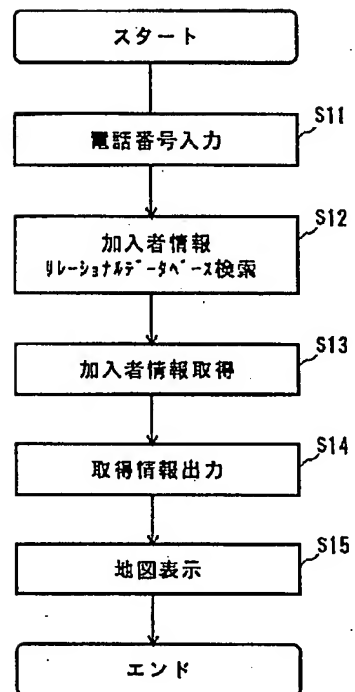 スタート
S11
電話番号入力
S12
加入者情報
リレーショナルデータベース検索
S13
加入者情報取得
S14
取得情報出力
S15
地図表示
エンド